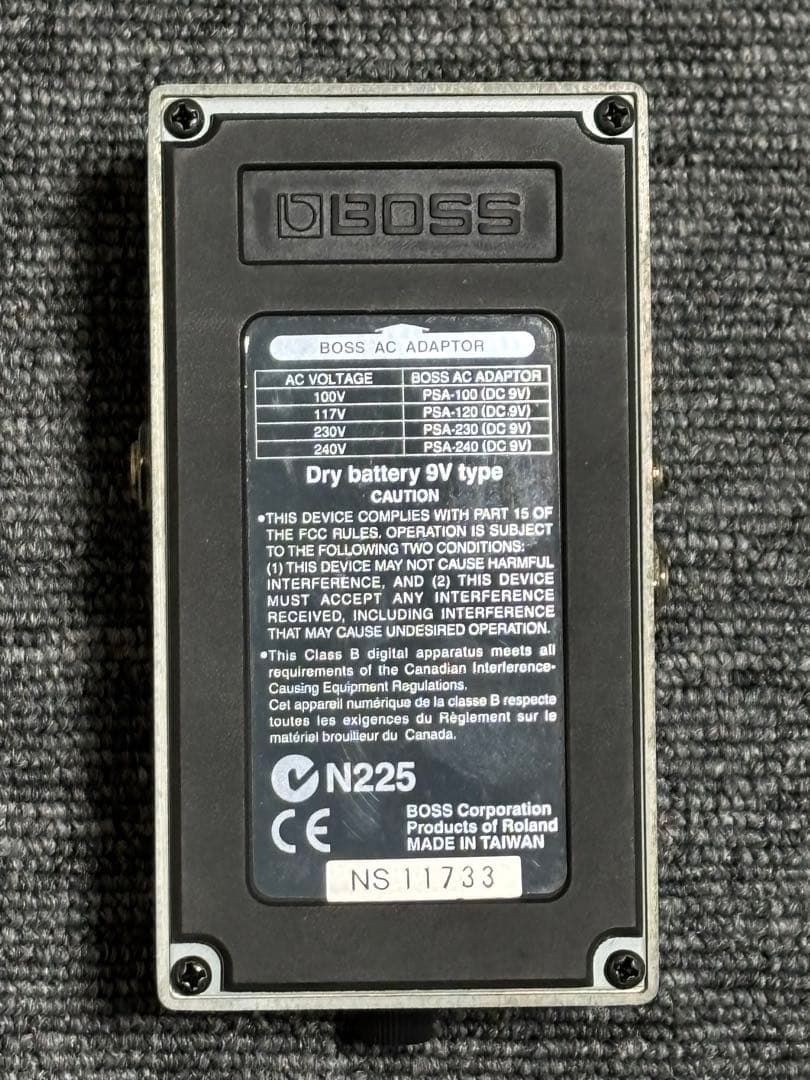 BOSS
BOSS AC ADAPTOR
AC VOLTAGE BOSS AC ADAPTOR
100V PSA-100 (DC 9V)
117V PSA-120 (DC 9V)
230V PSA-230 (DC 9V)
240V PSA-240 (DC 9V)
Dry battery 9V type
CAUTION
•THIS DEVICE COMPLIES WITH PART 15 OF
THE FCC RULES. OPERATION IS SUBJECT
TO THE FOLLOWING TWO CONDITIONS:
(1) THIS DEVICE MAY NOT CAUSE HARMFUL
INTERFERENCE, AND (2) THIS DEVICE
MUST ACCEPT ANY INTERFERENCE
RECEIVED, INCLUDING INTERFERENCE
THAT MAY CAUSE UNDESIRED OPERATION.
•This Class B digital apparatus meets all
requirements of the Canadian Interference-
Causing Equipment Regulations.
Cet appareil numérique de la classe B respecte
toutes les exigences du Règlement sur le
matériel brouilleur du Canada.
N225
CE
BOSS Corporation
Products of Roland
MADE IN TAIWAN
NS 11733